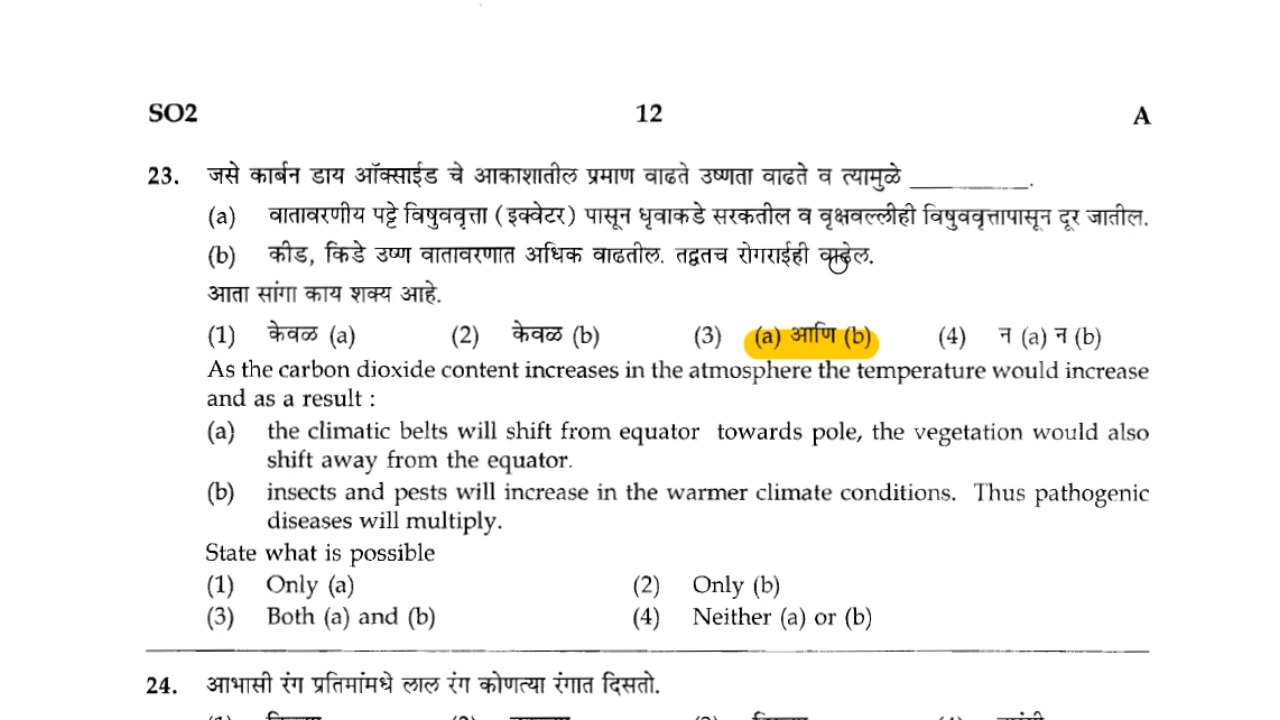 SO2 12 A
23. जसे कार्बन डाय ऑक्साईड चे आकाशातील प्रमाण वाढते उष्णता वाढते व त्यामुळे __________.
(a) वातावरणीय पट्टे विषुववृत्ता (इक्वेटर) पासून धृवाकडे सरकतील व वृक्षवल्लीही विषुववृत्तापासून दूर जातील.
(b) कीड, किडे उष्ण वातावरणात अधिक वाढतील. तद्वतच रोगराईही वाढेल.
आता सांगा काय शक्य आहे.
(1) केवळ (a) (2) केवळ (b) (3) (a) आणि (b) (4) न (a) न (b)
As the carbon dioxide content increases in the atmosphere the temperature would increase
and as a result :
(a) the climatic belts will shift from equator towards pole, the vegetation would also
shift away from the equator.
(b) insects and pests will increase in the warmer climate conditions. Thus pathogenic
diseases will multiply.
State what is possible
(1) Only (a) (2) Only (b)
(3) Both (a) and (b) (4) Neither (a) or (b)
24. आभासी रंग प्रतिमांमधे लाल रंग कोणत्या रंगात दिसतो.